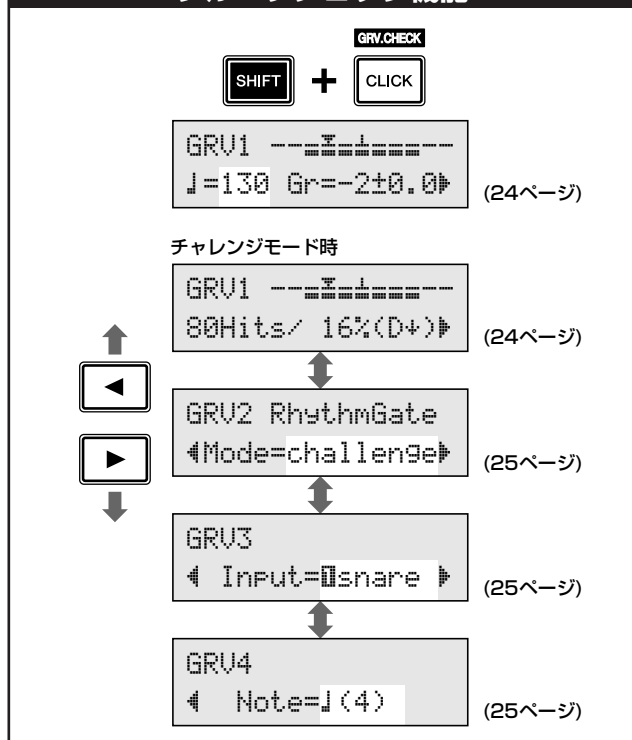 GRV.CHECK
SHIFT + CLICK
GRV1
♩=130 Gr=-2±0.0
(24ページ)
チャレンジモード時
GRV1
80Hits/ 16%(D↓)
(24ページ)
GRV2 RhythmGate
Mode=challenge
(25ページ)
GRV3
Input=1snare
(25ページ)
GRV4
Note=♩(4)
(25ページ)